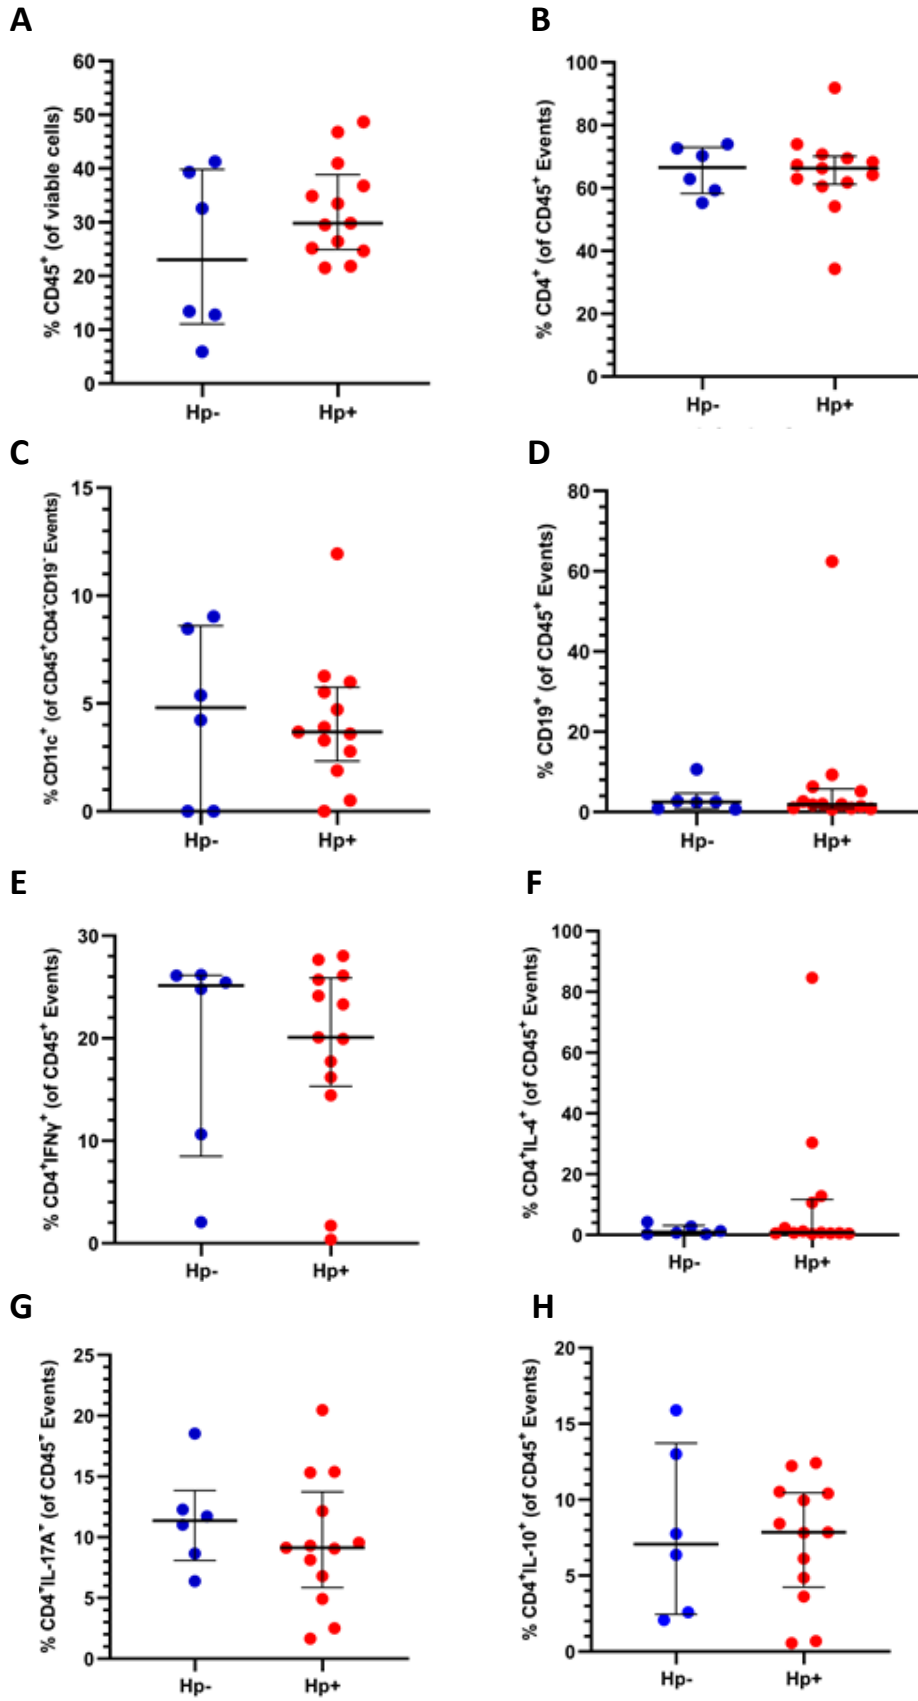 A
% CD45⁺ (of viable cells)
60
50
40
30
20
10
0
Hp-
Hp+
B
% CD4⁺ (of CD45⁺ Events)
100
80
60
40
20
0
Hp-
Hp+
C
% CD11c⁺ (of CD45⁺CD4⁻CD19⁻ Events)
15
10
5
0
Hp-
Hp+
D
% CD19⁺ (of CD45⁺ Events)
80
60
40
20
0
Hp-
Hp+
E
% CD4⁺IFNγ⁺ (of CD45⁺ Events)
30
20
10
0
Hp-
Hp+
F
% CD4⁺IL-4⁺ (of CD45⁺ Events)
100
80
60
40
20
0
Hp-
Hp+
G
% CD4⁺IL-17A⁺ (of CD45⁺ Events)
25
20
15
10
5
0
Hp-
Hp+
H
% CD4⁺IL-10⁺ (of CD45⁺ Events)
20
15
10
5
0
Hp-
Hp+